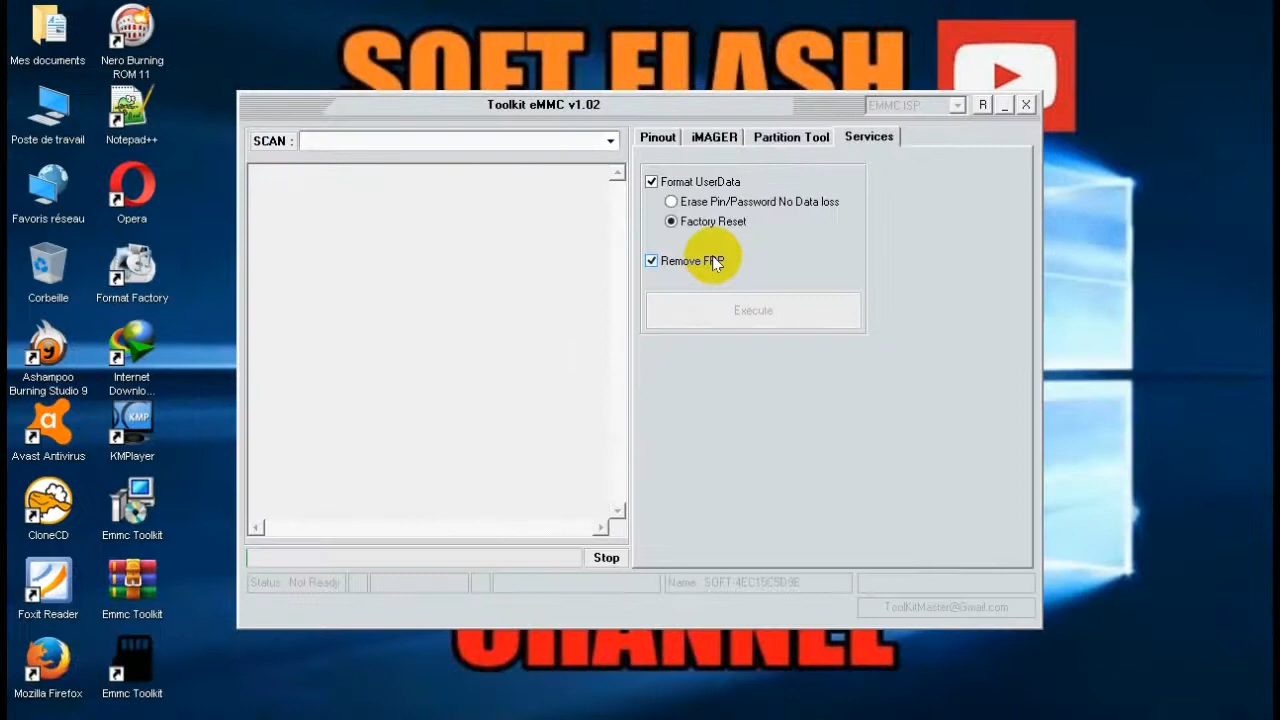 SOFT FLASH
CHANNEL
Mes documents
Nero Burning
ROM 11
Poste de travail
Notepad++
Favoris réseau
Opera
Corbeille
Format Factory
Ashampoo
Burning Studio 9
Internet
Downlo...
Avast Antivirus
KMP
KMPlayer
CloneCD
Emmc Toolkit
Foxit Reader
Emmc Toolkit
Mozilla Firefox
Emmc Toolkit
Toolkit eMMC v1.02
EMMC ISP
R
SCAN :
Pinout
iMAGER
Partition Tool
Services
Format UserData
Erase Pin/Password No Data loss
Factory Reset
Remove FRP
Execute
Stop
Status: Not Ready
Name: SOFT-4EC15C5D9E
ToolKitMaster@Gmail.com